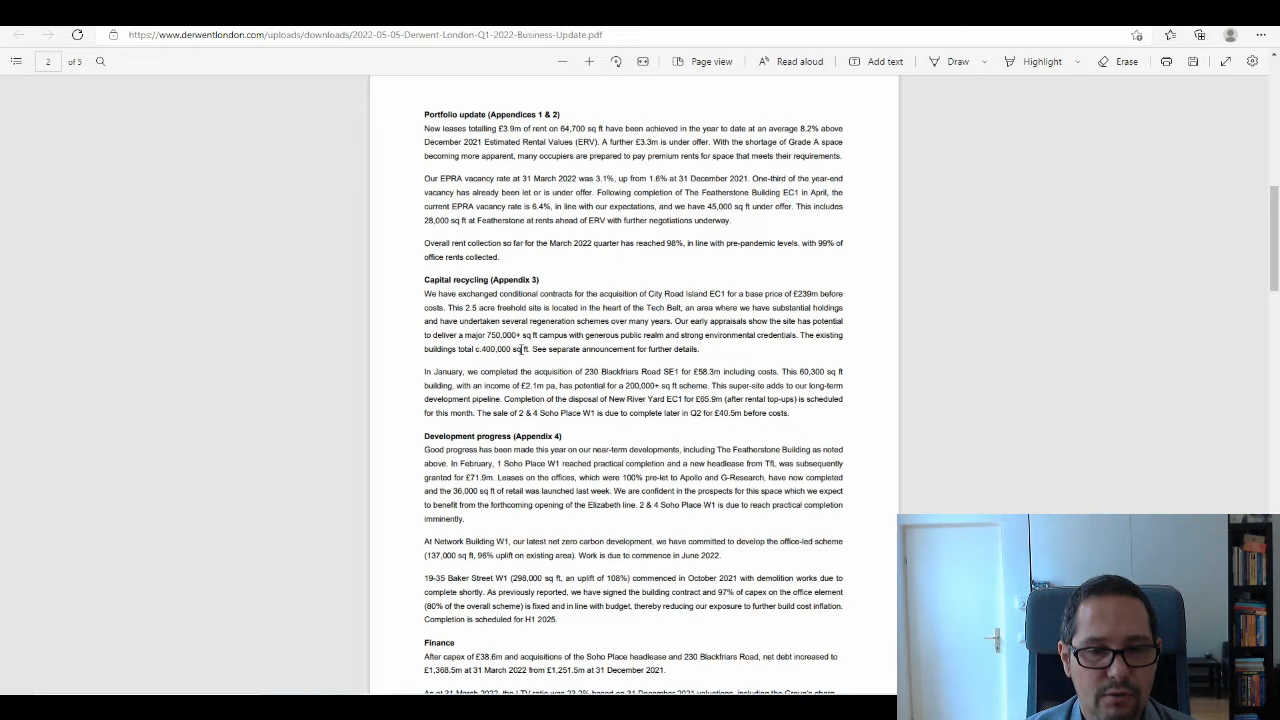 https://www.derwentlondon.com/uploads/downloads/2022-05-05-Derwent-London-Q1-2022-Business-Update.pdf
2 of 5 Page view Read aloud Add text Draw Highlight Erase
Portfolio update (Appendices 1 & 2)
New leases totalling £3.9m of rent on 64,700 sq ft have been achieved in the year to date at an average 8.2% above
December 2021 Estimated Rental Values (ERV). A further £3.3m is under offer. With the shortage of Grade A space
becoming more apparent, many occupiers are prepared to pay premium rents for space that meets their requirements.
Our EPRA vacancy rate at 31 March 2022 was 3.1%, up from 1.6% at 31 December 2021. One-third of the year-end
vacancy has already been let or is under offer. Following completion of The Featherstone Building EC1 in April, the
current EPRA vacancy rate is 6.4%, in line with our expectations, and we have 45,000 sq ft under offer. This includes
28,000 sq ft at Featherstone at rents ahead of ERV with further negotiations underway.
Overall rent collection so far for the March 2022 quarter has reached 98%, in line with pre-pandemic levels, with 99% of
office rents collected.
Capital recycling (Appendix 3)
We have exchanged conditional contracts for the acquisition of City Road Island EC1 for a base price of £239m before
costs. This 2.5 acre freehold site is located in the heart of the Tech Belt, an area where we have substantial holdings
and have undertaken several regeneration schemes over many years. Our early appraisals show the site has potential
to deliver a major 750,000+ sq ft campus with generous public realm and strong environmental credentials. The existing
buildings total c.400,000 sq ft. See separate announcement for further details.
In January, we completed the acquisition of 230 Blackfriars Road SE1 for £58.3m including costs. This 60,300 sq ft
building, with an income of £2.1m pa, has potential for a 200,000+ sq ft scheme. This super-site adds to our long-term
development pipeline. Completion of the disposal of New River Yard EC1 for £65.9m (after rental top-ups) is scheduled
for this month. The sale of 2 & 4 Soho Place W1 is due to complete later in Q2 for £40.5m before costs.
Development progress (Appendix 4)
Good progress has been made this year on our near-term developments, including The Featherstone Building as noted
above. In February, 1 Soho Place W1 reached practical completion and a new headlease from TfL was subsequently
granted for £71.9m. Leases on the offices, which were 100% pre-let to Apollo and G-Research, have now completed
and the 36,000 sq ft of retail was launched last week. We are confident in the prospects for this space which we expect
to benefit from the forthcoming opening of the Elizabeth line. 2 & 4 Soho Place W1 is due to reach practical completion
imminently.
At Network Building W1, our latest net zero carbon development, we have committed to develop the office-led scheme
(137,000 sq ft, 96% uplift on existing area). Work is due to commence in June 2022.
19-35 Baker Street W1 (298,000 sq ft, an uplift of 108%) commenced in October 2021 with demolition works due to
complete shortly. As previously reported, we have signed the building contract and 97% of capex on the office element
(80% of the overall scheme) is fixed and in line with budget, thereby reducing our exposure to further build cost inflation.
Completion is scheduled for H1 2025.
Finance
After capex of £38.6m and acquisitions of the Soho Place headlease and 230 Blackfriars Road, net debt increased to
£1,368.5m at 31 March 2022 from £1,251.5m at 31 December 2021.
As at 31 March 2022, the LTV ratio was 23.2% based on 31 December 2021 valuations, including the Group's share